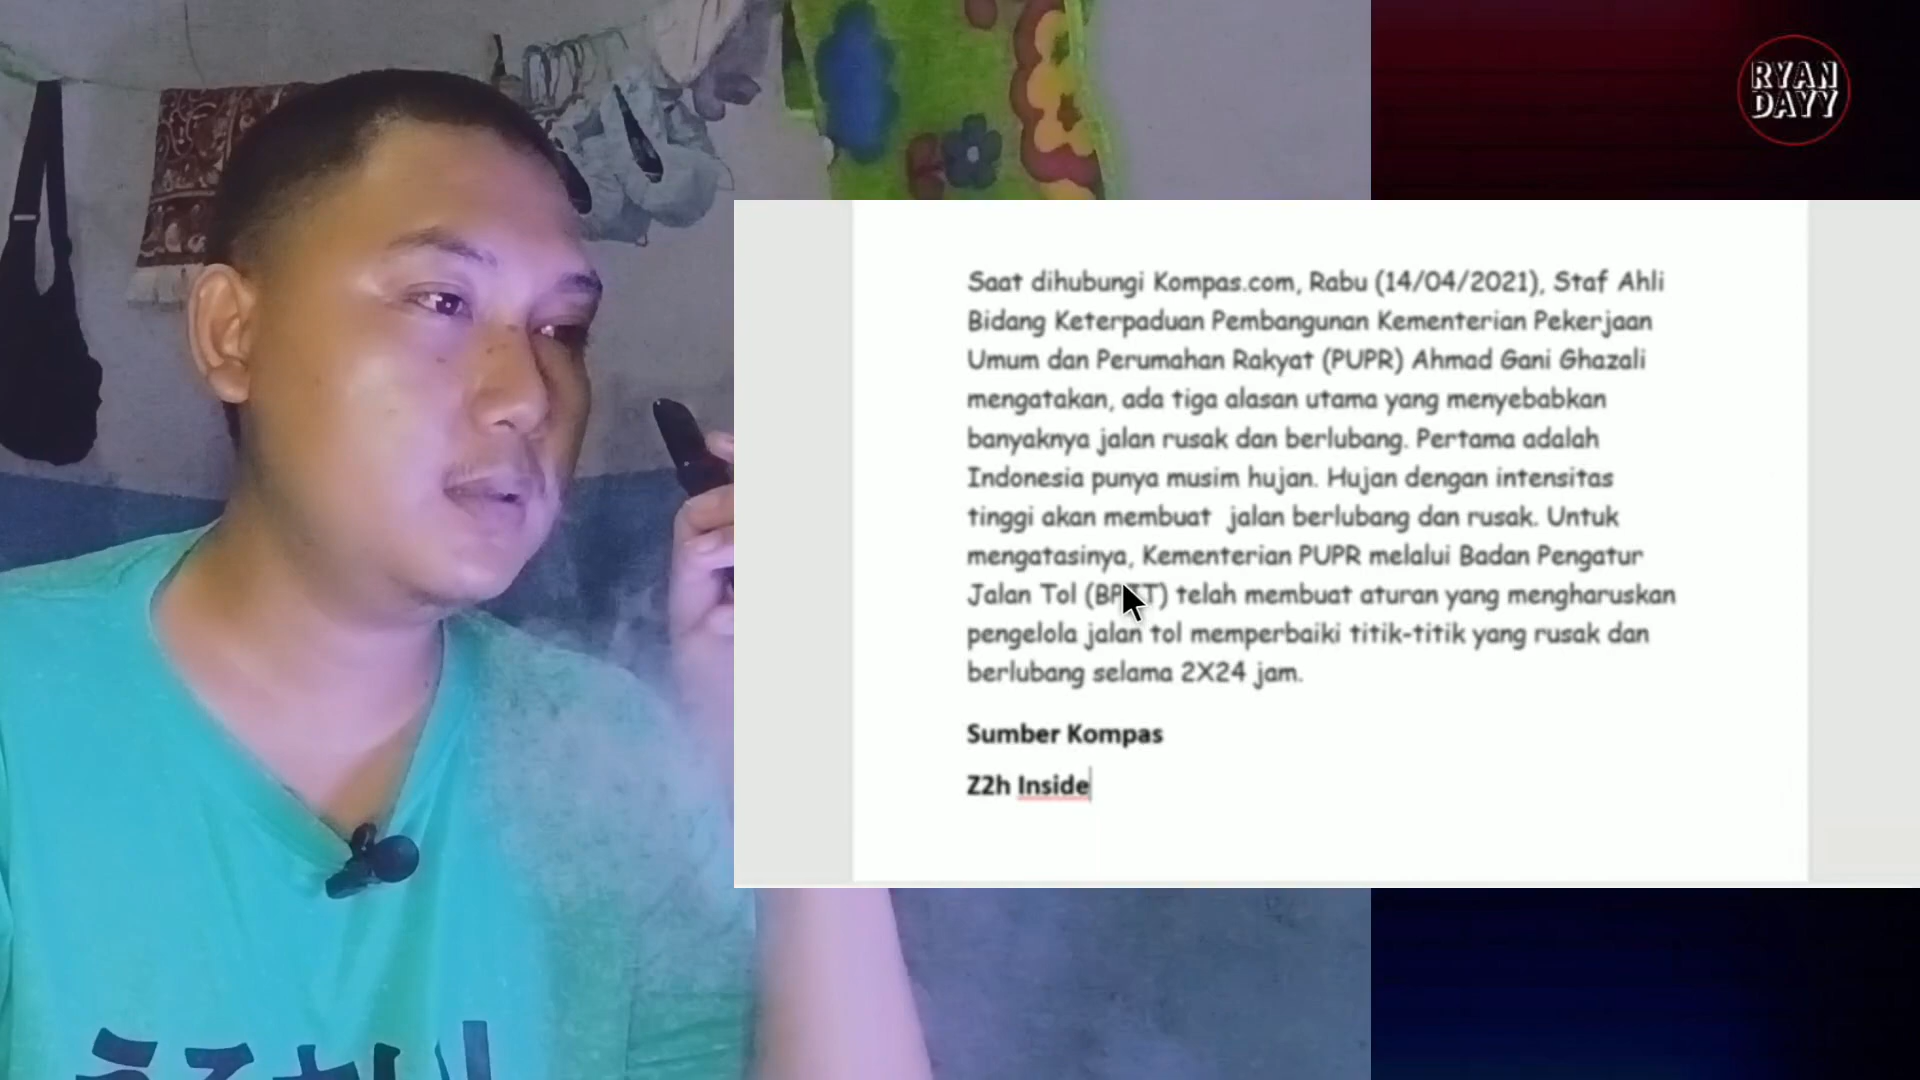 RYAN
DAYY
Saat dihubungi Kompas.com, Rabu (14/04/2021), Staf Ahli
Bidang Keterpaduan Pembangunan Kementerian Pekerjaan
Umum dan Perumahan Rakyat (PUPR) Ahmad Gani Ghazali
mengatakan, ada tiga alasan utama yang menyebabkan
banyaknya jalan rusak dan berlubang. Pertama adalah
Indonesia punya musim hujan. Hujan dengan intensitas
tinggi akan membuat jalan berlubang dan rusak. Untuk
mengatasinya, Kementerian PUPR melalui Badan Pengatur
Jalan Tol (BPJT) telah membuat aturan yang mengharuskan
pengelola jalan tol memperbaiki titik-titik yang rusak dan
berlubang selama 2X24 jam.
Sumber Kompas
Z2h Inside